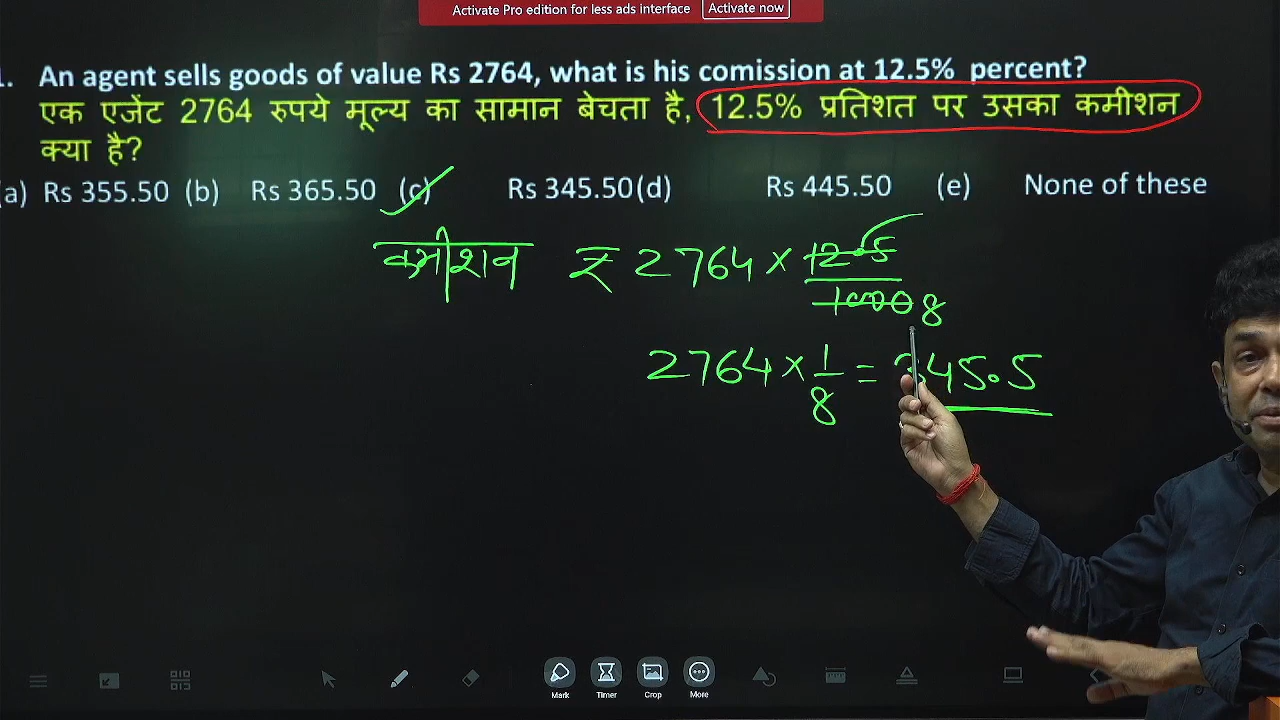 Activate Pro edition for less ads interface Activate now
1. An agent sells goods of value Rs 2764, what is his comission at 12.5% percent?
एक एजेंट 2764 रुपये मूल्य का सामान बेचता है, 12.5% प्रतिशत पर उसका कमीशन
क्या है?
(a) Rs 355.50 (b) Rs 365.50 (c) Rs 345.50(d) Rs 445.50 (e) None of these
कमीशन ₹ 2764 × 12.5
1000 8
2764 × 1/8 = 345.5
Mark Timer Crop More